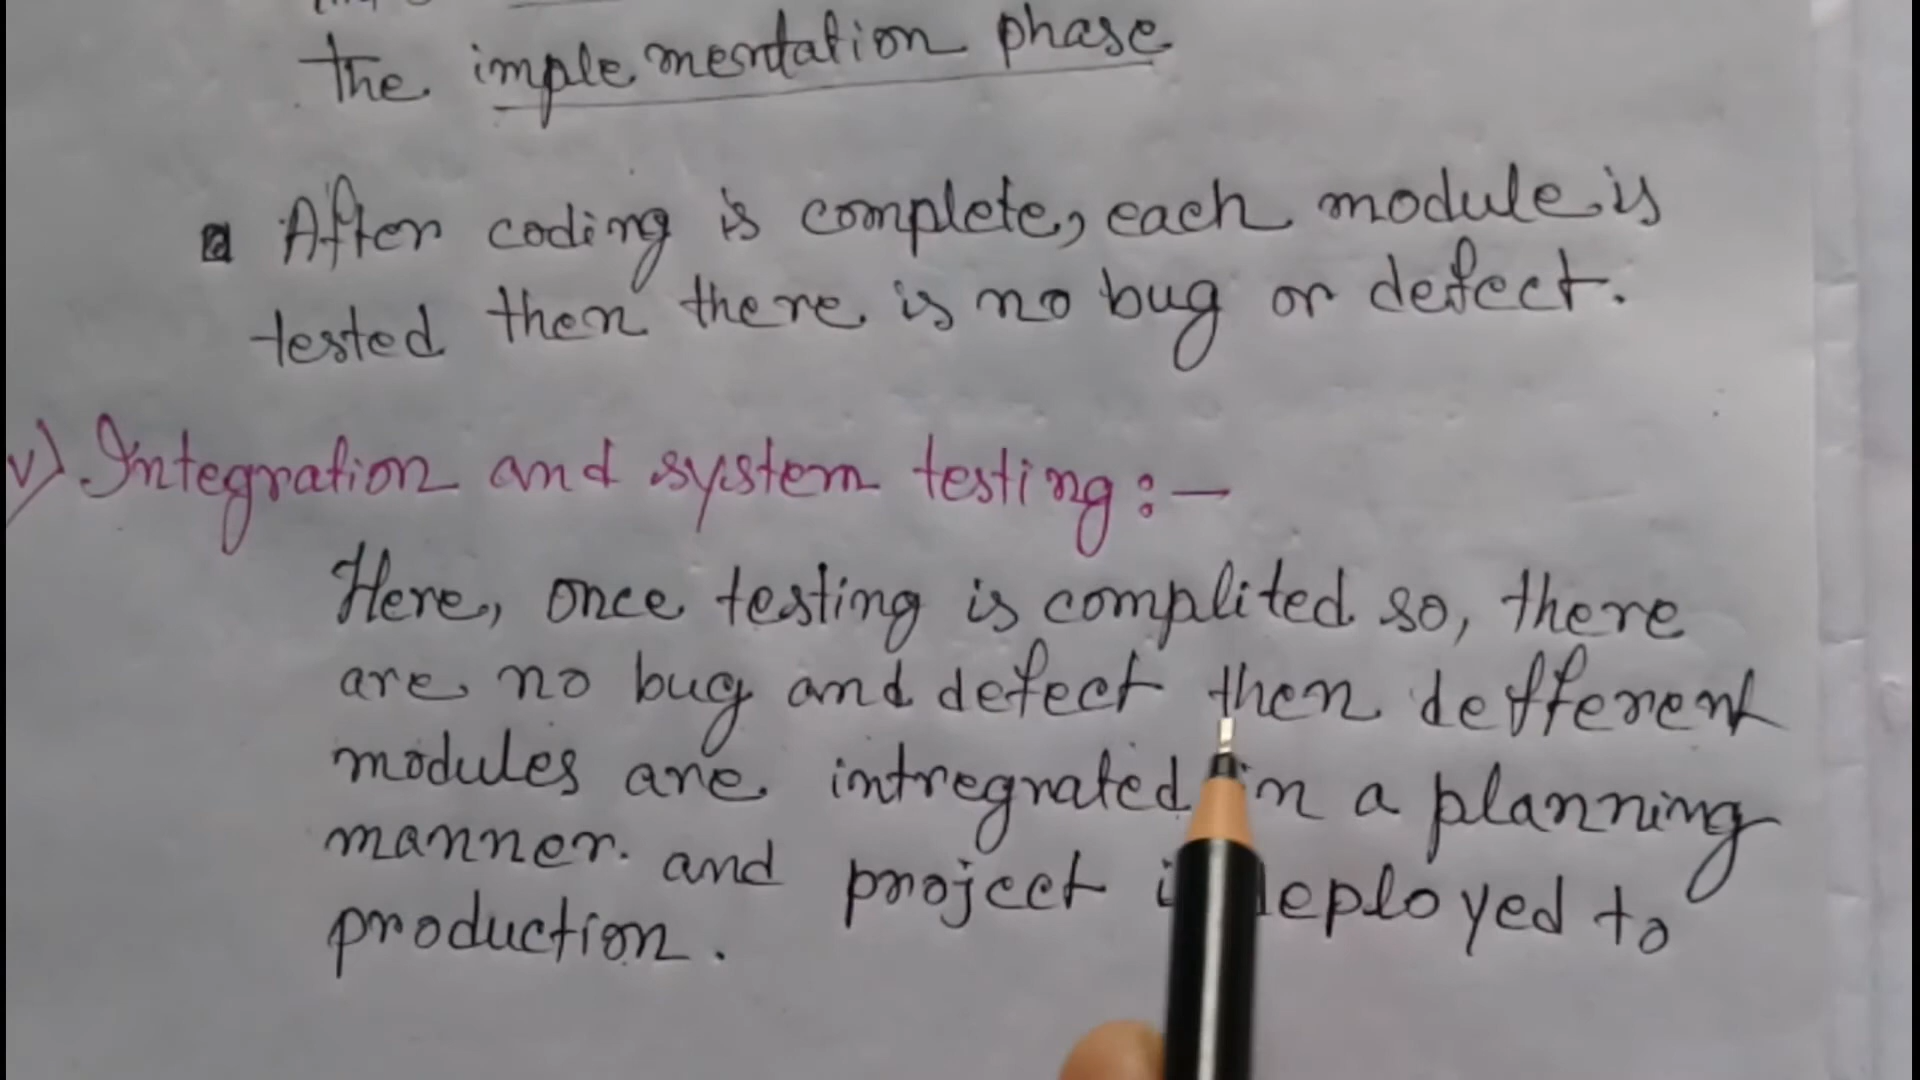 the implementation phase
After coding is complete, each module is
tested then there is no bug or defect.
v) Integration and system testing :-
Here, once testing is complited so, there
are no bug and defect then defferent
modules are intregrated in a planning
manner. and project deployed to
production.